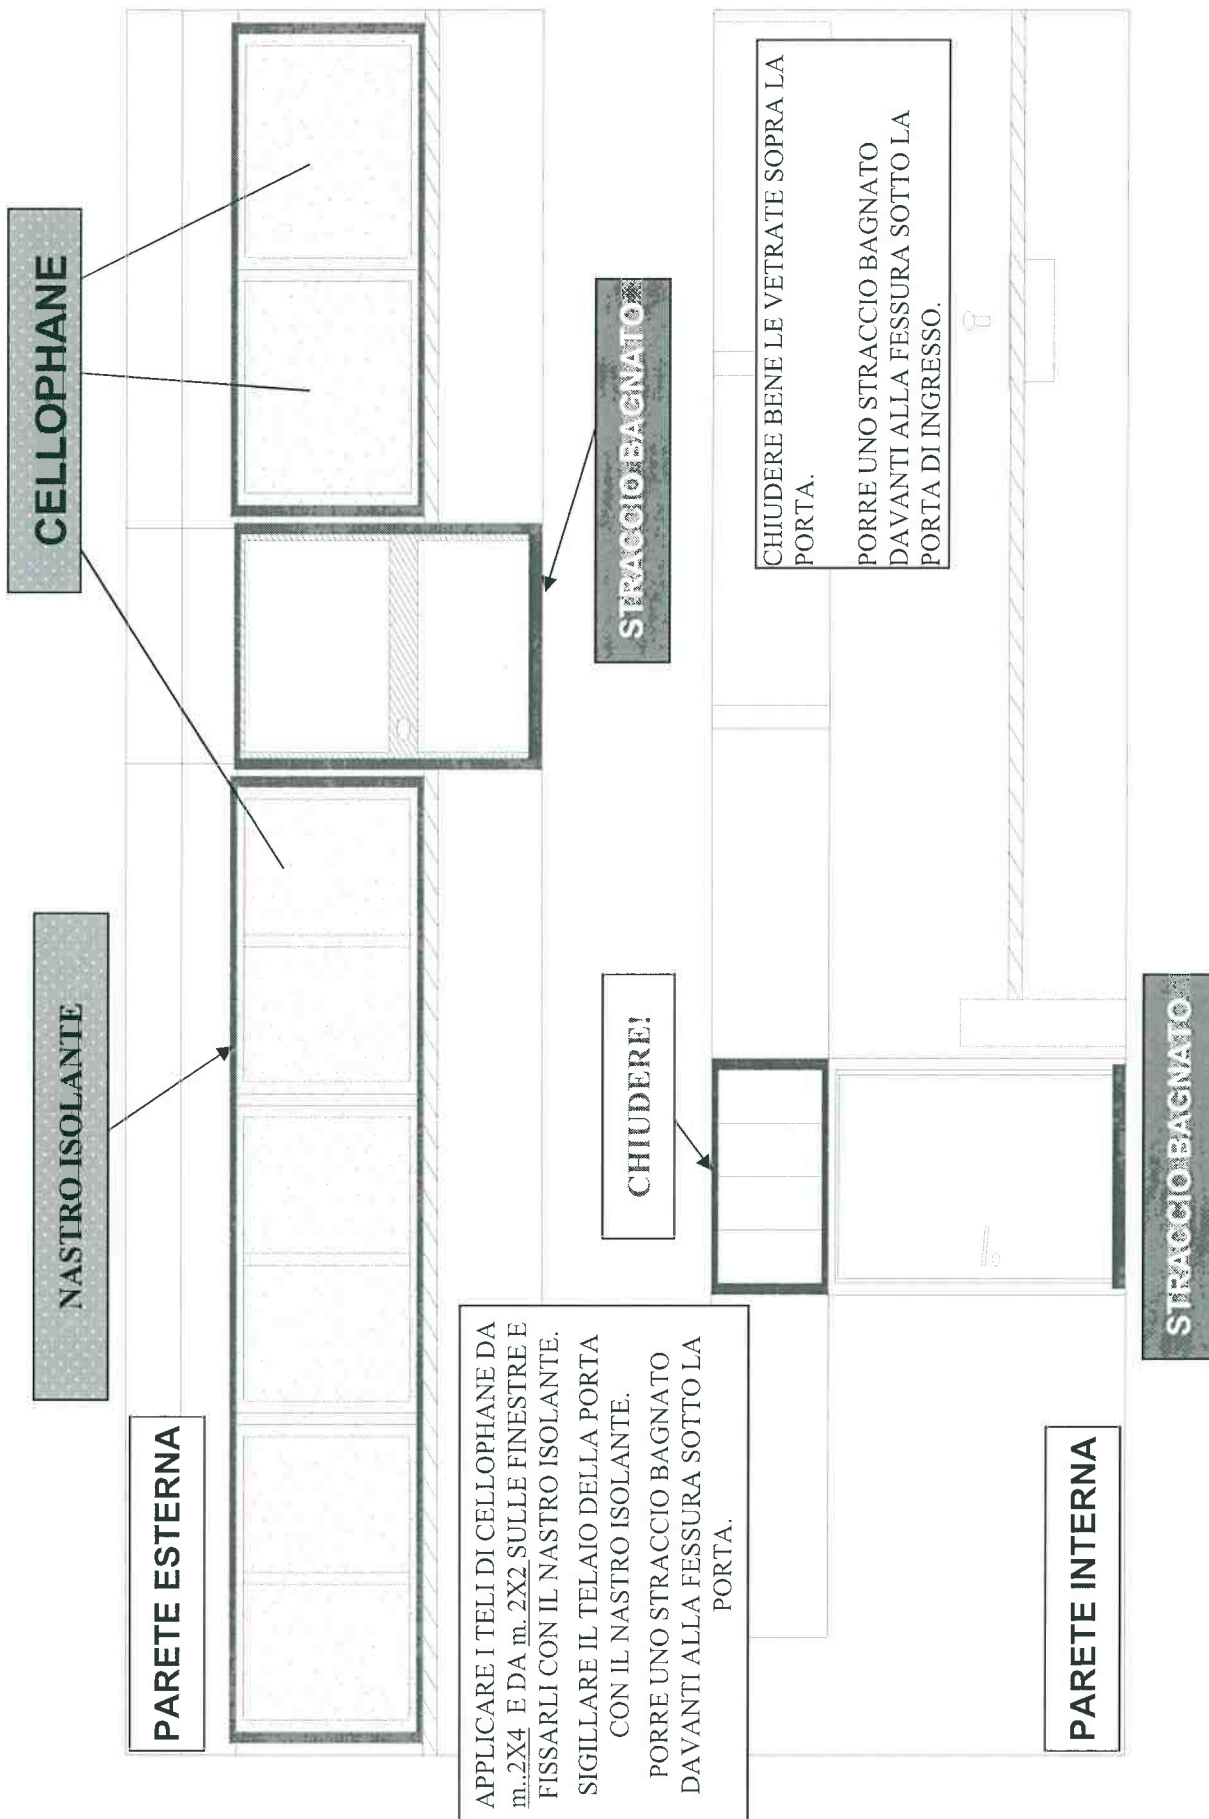 CELLOPHANE
NASTRO ISOLANTE
PARETE ESTERNA
STRACCIO BAGNATO
APPLICARE I TELI DI CELLOPHANE DA
m..2X4 E DA m. 2X2 SULLE FINESTRE E
FISSARLI CON IL NASTRO ISOLANTE.
SIGILLARE IL TELAIO DELLA PORTA
CON IL NASTRO ISOLANTE.
PORRE UNO STRACCIO BAGNATO
DAVANTI ALLA FESSURA SOTTO LA
PORTA.
CHIUDERE!
CHIUDERE BENE LE VETRATE SOPRA LA
PORTA.
PORRE UNO STRACCIO BAGNATO
DAVANTI ALLA FESSURA SOTTO LA
PORTA DI INGRESSO.
PARETE INTERNA
STRACCIO BAGNATO